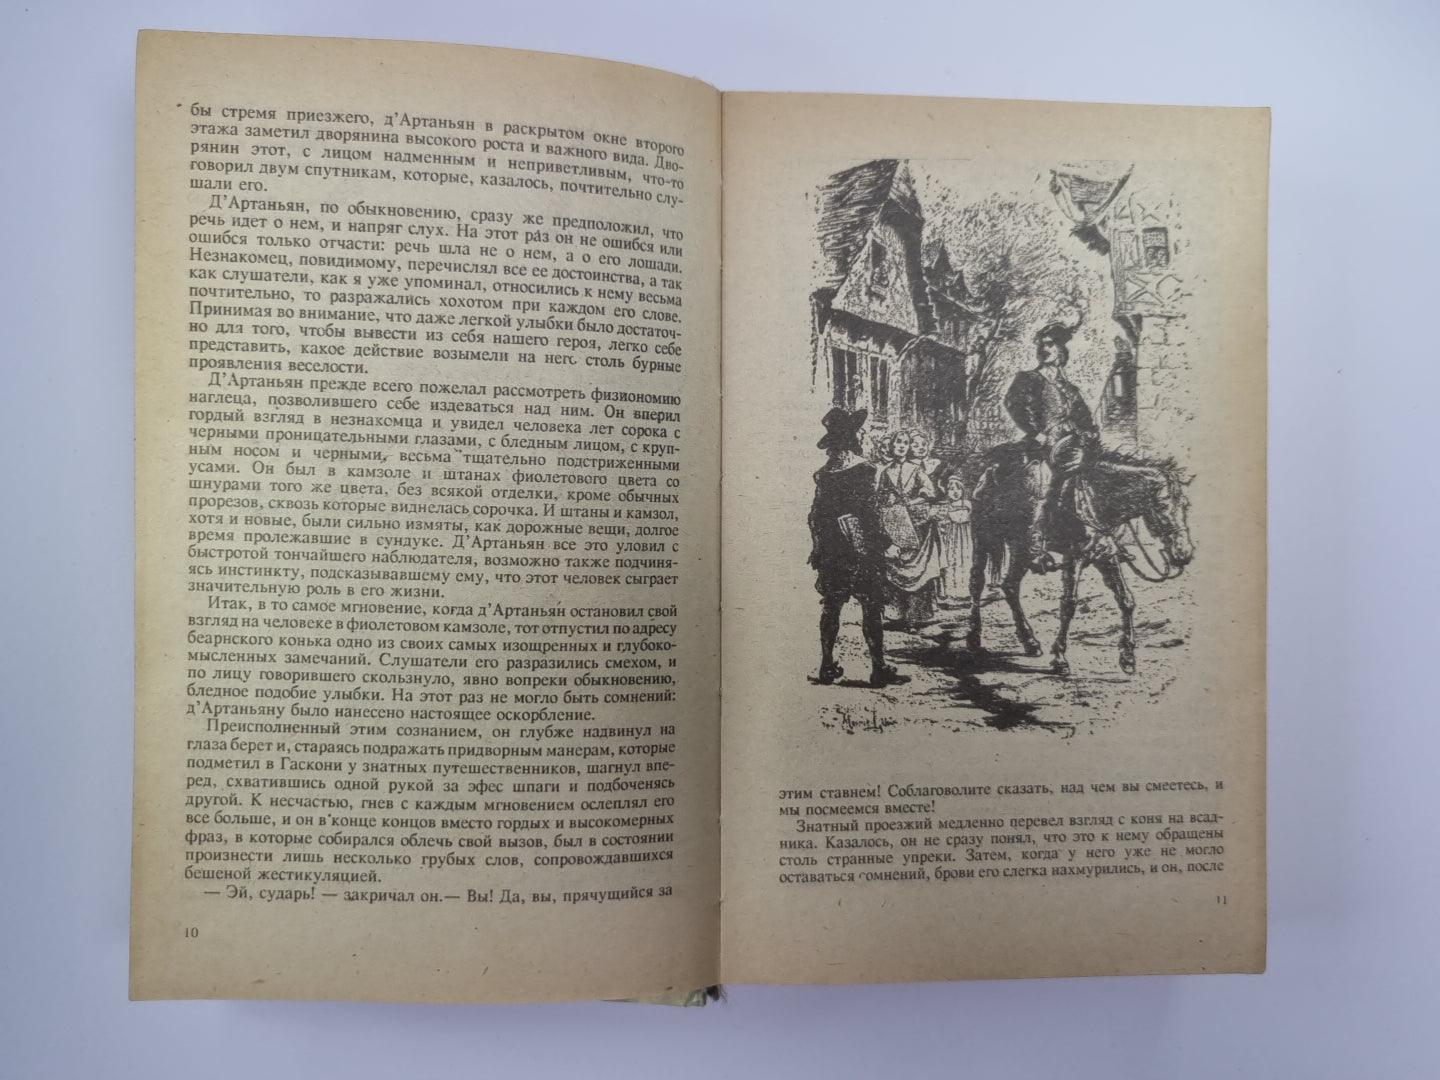 бы стремя приезжего, д’Артаньян в раскрытом окне второго
этажа заметил дворянина высокого роста и важного вида. Дво-
рянин этот, с лицом надменным и неприветливым, что-то
говорил двум спутникам, которые, казалось, почтительно слу-
шали его.
Д’Артаньян, по обыкновению, сразу же предположил, что
речь идет о нем, и напряг слух. На этот раз он не ошибся или
ошибся только отчасти: речь шла не о нем, а о его лошади.
Незнакомец, повидимому, перечислял все ее достоинства, а так
как слушатели, как я уже упоминал, относились к нему весьма
почтительно, то разражались хохотом при каждом его слове.
Принимая во внимание, что даже легкой улыбки было достаточ-
но для того, чтобы вывести из себя нашего героя, легко себе
представить, какое действие возымели на него столь бурные
проявления веселости.
Д’Артаньян прежде всего пожелал рассмотреть физиономию
наглеца, позволившего себе издеваться над ним. Он вперил
гордый взгляд в незнакомца и увидел человека лет сорока с
черными проницательными глазами, с бледным лицом, с круп-
ным носом и черными, весьма тщательно подстриженными
усами. Он был в камзоле и штанах фиолетового цвета со
шнурами того же цвета, без всякой отделки, кроме обычных
прорезов, сквозь которые виднелась сорочка. И штаны и камзол,
хотя и новые, были сильно измяты, как дорожные вещи, долгое
время пролежавшие в сундуке. Д’Артаньян все это уловил с
быстротой тончайшего наблюдателя, возможно также подчиня-
ясь инстинкту, подсказывавшему ему, что этот человек сыграет
значительную роль в его жизни.
Итак, в то самое мгновение, когда д’Артаньян остановил свой
взгляд на человеке в фиолетовом камзоле, тот отпустил по адресу
беарнского конька одно из своих самых изощренных и глубоко-
мысленных замечаний. Слушатели его разразились смехом, и
по лицу говорившего скользнуло, явно вопреки обыкновению,
бледное подобие улыбки. На этот раз не могло быть сомнений:
д’Артаньяну было нанесено настоящее оскорбление.
Преисполненный этим сознанием, он глубже надвинул на
глаза берет и, стараясь подражать придворным манерам, которые
подметил в Гаскони у знатных путешественников, шагнул впе-
ред, схватившись одной рукой за эфес шпаги и подбоченясь
другой. К несчастью, гнев с каждым мгновением ослеплял его
все больше, и он в конце концов вместо гордых и высокомерных
фраз, в которые собирался облечь свой вызов, был в состоянии
произнести лишь несколько грубых слов, сопровождавшихся
бешеной жестикуляцией.
— Эй, сударь! — закричал он.— Вы! Да, вы, прячущийся за
10
этим ставнем! Соблаговолите сказать, над чем вы смеетесь, и
мы посмеемся вместе!
Знатный проезжий медленно перевел взгляд с коня на всад-
ника. Казалось, он не сразу понял, что это к нему обращены
столь странные упреки. Затем, когда у него уже не могло
оставаться сомнений, брови его слегка нахмурились, и он, после
11